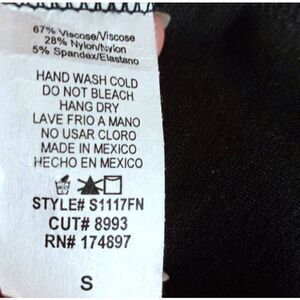 67% Viscose/Viscose
28% Nylon/Nylon
5% Spandex/Elastano
HAND WASH COLD
DO NOT BLEACH
HANG DRY
LAVE FRIO A MANO
NO USAR CLORO
MADE IN MEXICO
HECHO EN MEXICO
STYLE# S1117FN
CUT# 8993
RN# 174897
S